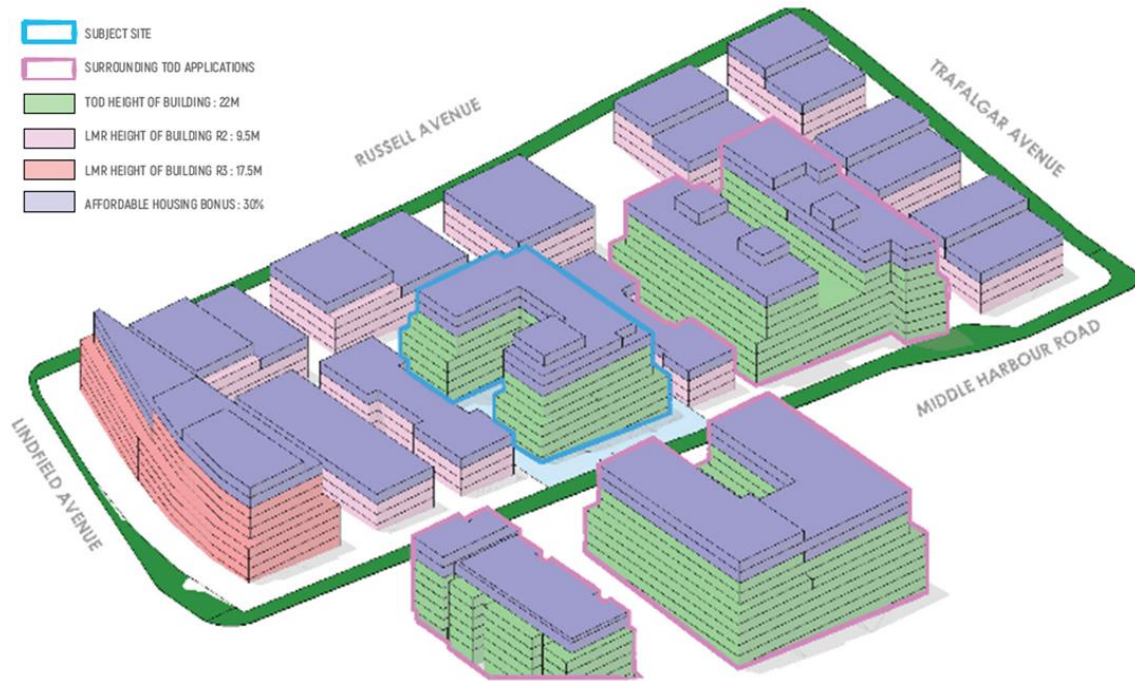 SUBJECT SITE
SURROUNDING TOD APPLICATIONS
TOD HEIGHT OF BUILDING : 22M
LMR HEIGHT OF BUILDING R2 : 9.5M
LMR HEIGHT OF BUILDING R3 : 17.5M
AFFORDABLE HOUSING BONUS : 30%
RUSSELL AVENUE
TRAFALGAR AVENUE
MIDDLE HARBOUR ROAD
LINDFIELD AVENUE